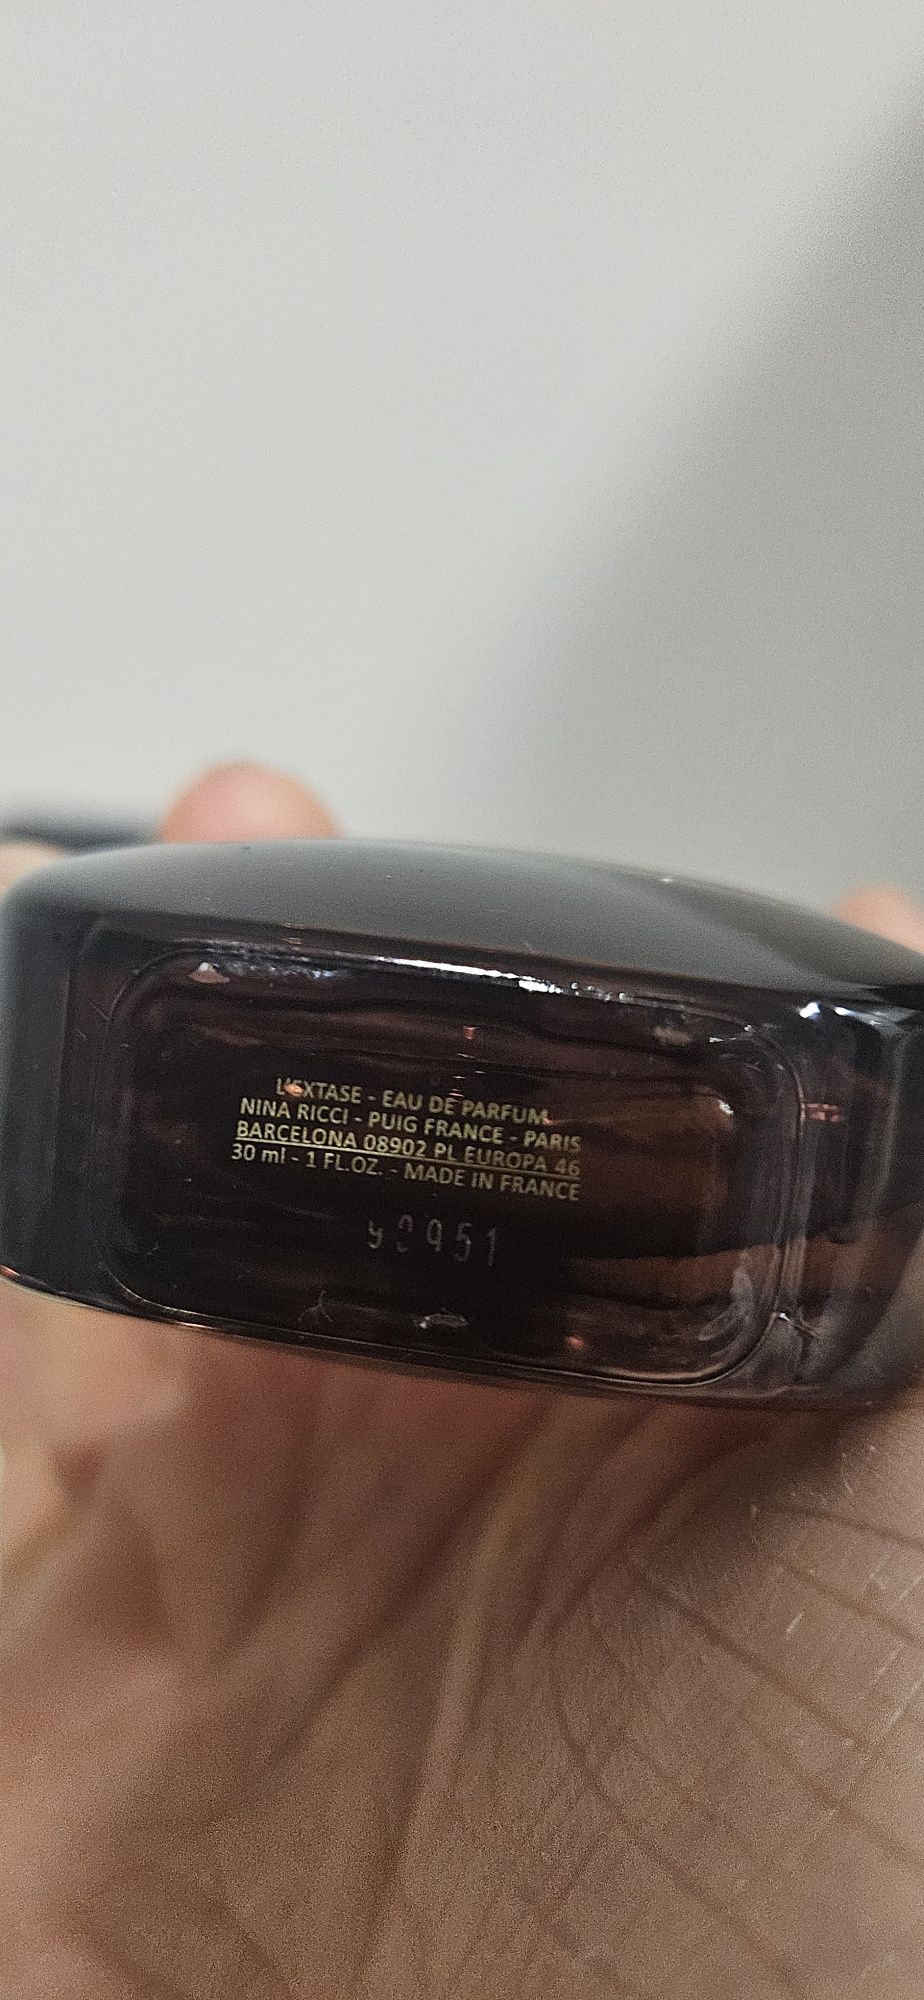 L'EXTASE - EAU DE PARFUM
NINA RICCI - PUIG FRANCE - PARIS
BARCELONA 08902 PL EUROPA 46
30 ml - 1 FL.OZ. - MADE IN FRANCE